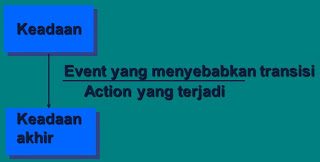 Keadaan
Event yang menyebabkan transisi
Action yang terjadi
Keadaan
akhir